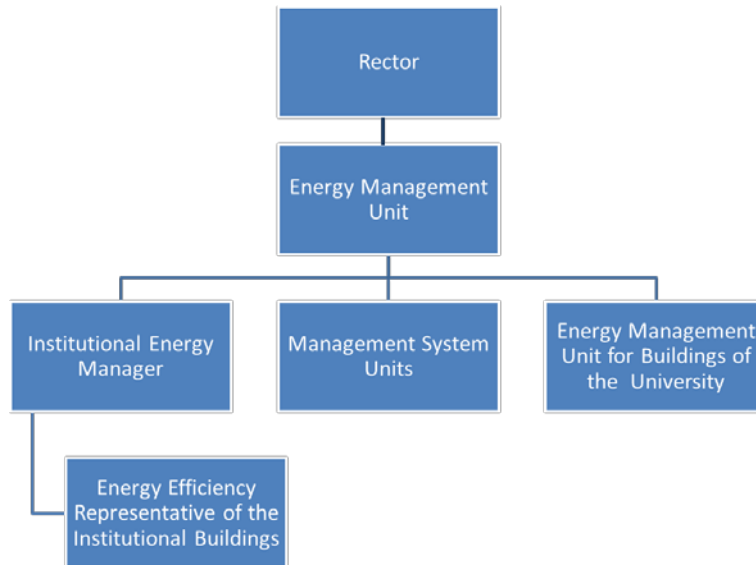 Rector
Energy Management
Unit
Institutional Energy
Manager
Management System
Units
Energy Management
Unit for Buildings of
the University
Energy Efficiency
Representative of the
Institutional Buildings